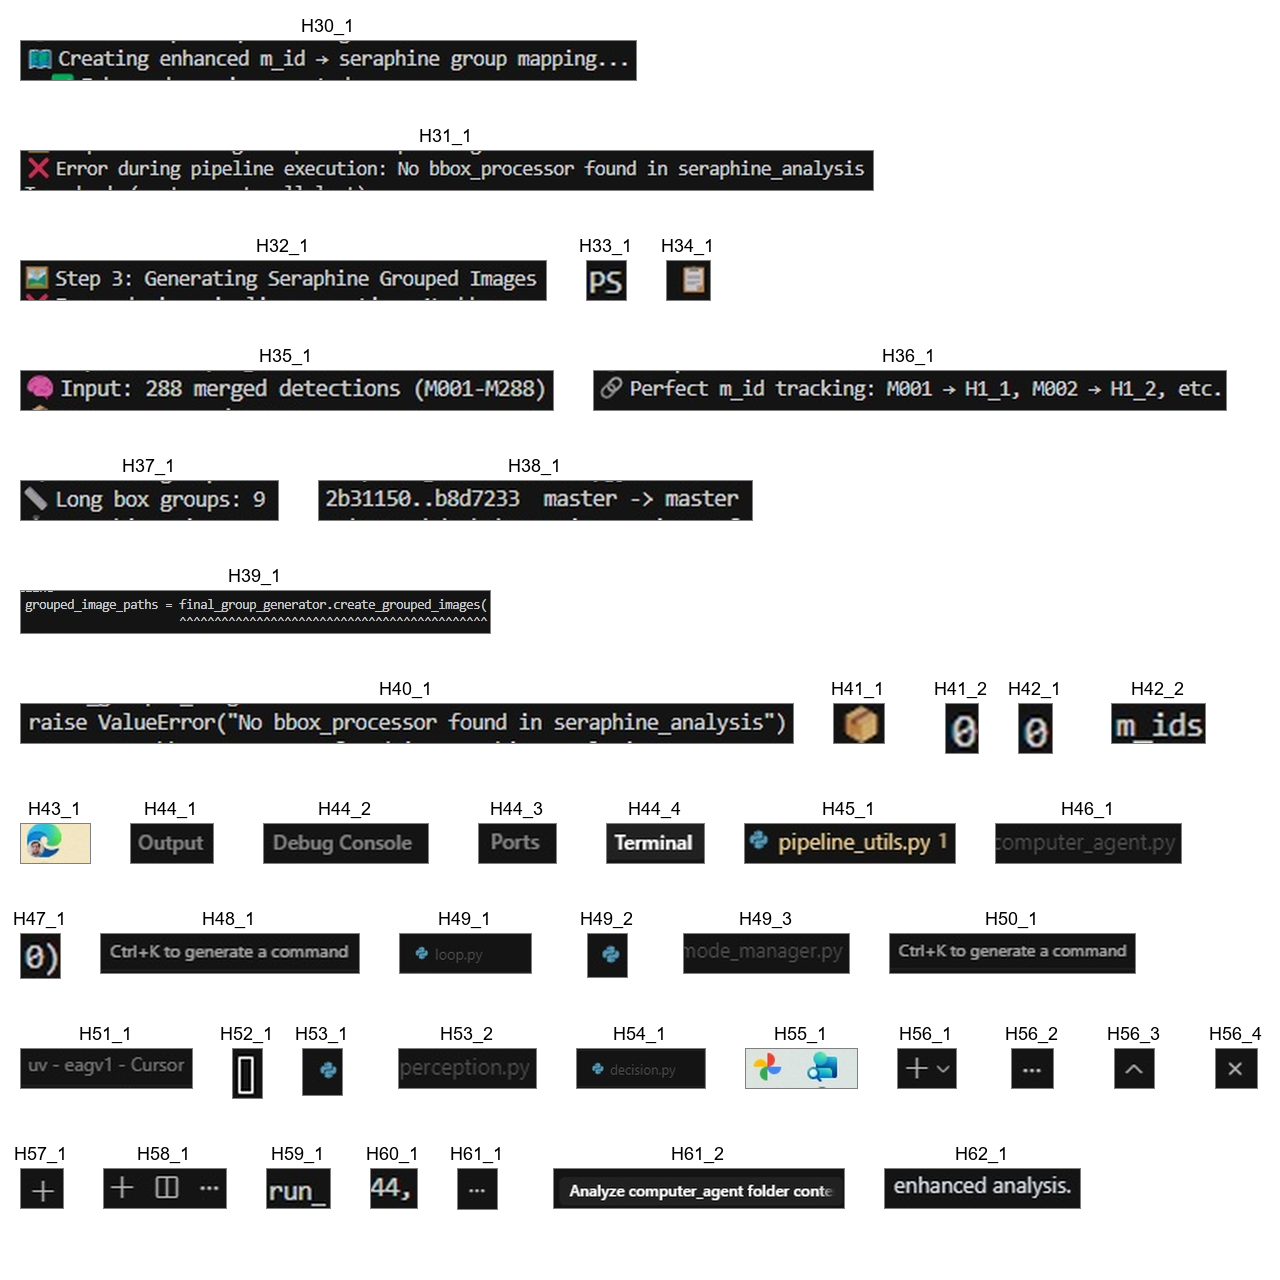 H30_1
Creating enhanced m_id → seraphine group mapping...
H31_1
Error during pipeline execution: No bbox_processor found in seraphine_analysis
H32_1 H33_1 H34_1
Step 3: Generating Seraphine Grouped Images PS
H35_1 H36_1
Input: 288 merged detections (M001-M288) Perfect m_id tracking: M001 → H1_1, M002 → H1_2, etc.
H37_1 H38_1
Long box groups: 9 2b31150..b8d7233 master -> master
H39_1
grouped_image_paths = final_group_generator.create_grouped_images(
^^^^^^^^^^^^^^^^^^^^^^^^^^^^^^^^^^^^^^^^^^^^
H40_1 H41_1 H41_2 H42_1 H42_2
raise ValueError("No bbox_processor found in seraphine_analysis") 0 0 m_ids
H43_1 H44_1 H44_2 H44_3 H44_4 H45_1 H46_1
Output Debug Console Ports Terminal pipeline_utils.py 1 computer_agent.py
H47_1 H48_1 H49_1 H49_2 H49_3 H50_1
0) Ctrl+K to generate a command loop.py mode_manager.py Ctrl+K to generate a command
H51_1 H52_1 H53_1 H53_2 H54_1 H55_1 H56_1 H56_2 H56_3 H56_4
uv - eagv1 - Cursor perception.py decision.py
H57_1 H58_1 H59_1 H60_1 H61_1 H61_2 H62_1
run_ 44, ... Analyze computer_agent folder conte enhanced analysis.